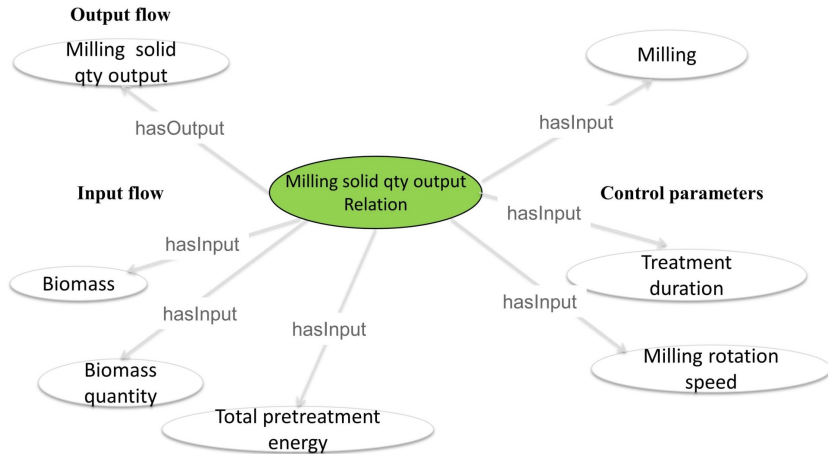 Output flow
Milling solid
qty output
Milling
hasOutput
hasInput
Milling solid qty output
Relation
Input flow
Control parameters
hasInput
hasInput
Biomass
Treatment
duration
hasInput
hasInput
hasInput
Biomass
quantity
Milling rotation
speed
Total pretreatment
energy